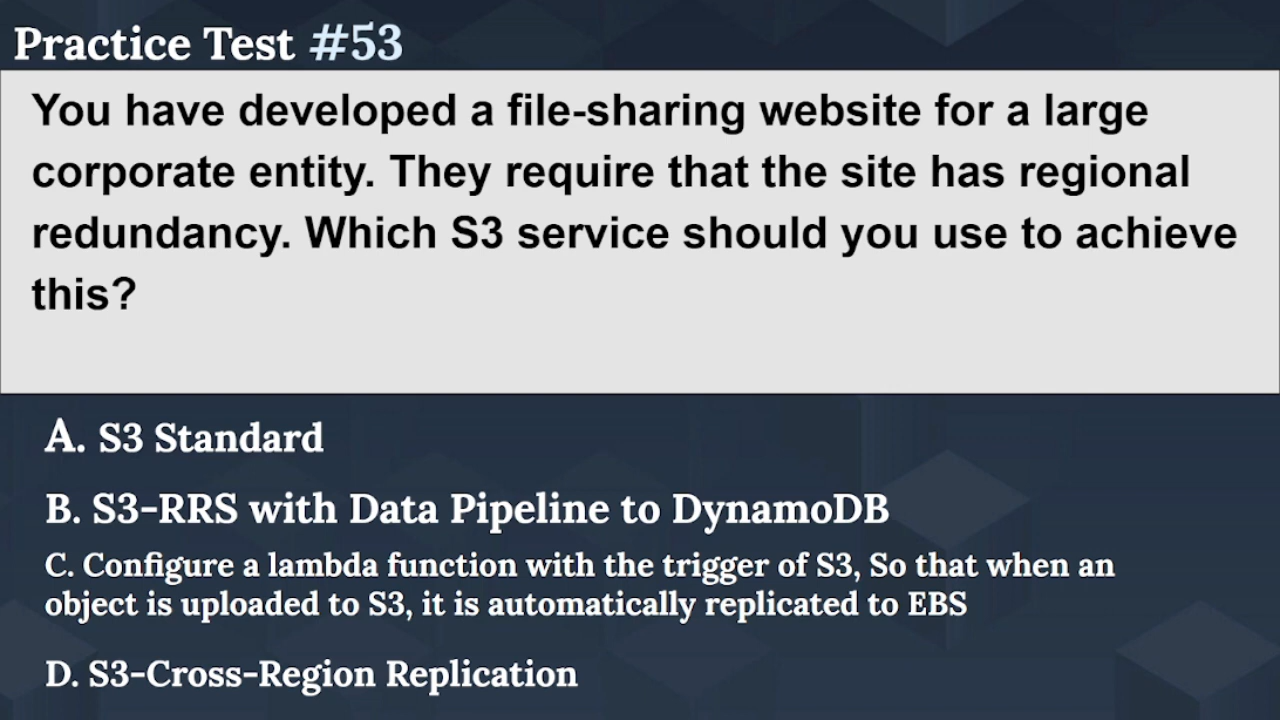 Practice Test #53
You have developed a file-sharing website for a large
corporate entity. They require that the site has regional
redundancy. Which S3 service should you use to achieve
this?
A. S3 Standard
B. S3-RRS with Data Pipeline to DynamoDB
C. Configure a lambda function with the trigger of S3, So that when an
object is uploaded to S3, it is automatically replicated to EBS
D. S3-Cross-Region Replication